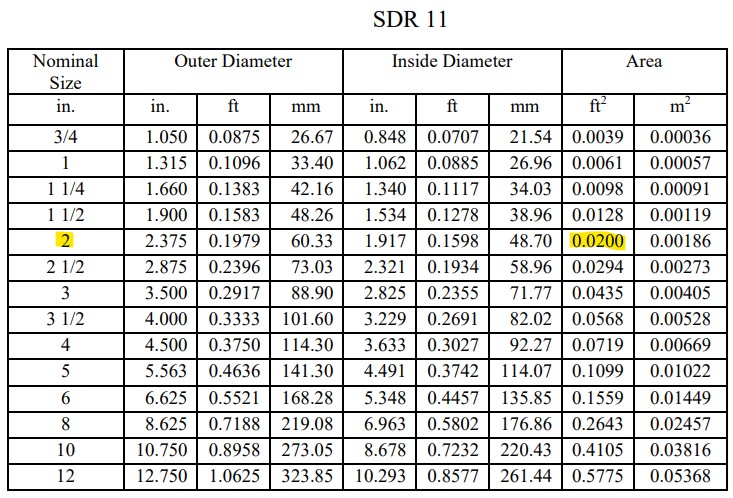 SDR 11
Nominal Size Outer Diameter Inside Diameter Area
in. in. ft mm in. ft mm ft² m²
3/4 1.050 0.0875 26.67 0.848 0.0707 21.54 0.0039 0.00036
1 1.315 0.1096 33.40 1.062 0.0885 26.96 0.0061 0.00057
1 1/4 1.660 0.1383 42.16 1.340 0.1117 34.03 0.0098 0.00091
1 1/2 1.900 0.1583 48.26 1.534 0.1278 38.96 0.0128 0.00119
2 2.375 0.1979 60.33 1.917 0.1598 48.70 0.0200 0.00186
2 1/2 2.875 0.2396 73.03 2.321 0.1934 58.96 0.0294 0.00273
3 3.500 0.2917 88.90 2.825 0.2355 71.77 0.0435 0.00405
3 1/2 4.000 0.3333 101.60 3.229 0.2691 82.02 0.0568 0.00528
4 4.500 0.3750 114.30 3.633 0.3027 92.27 0.0719 0.00669
5 5.563 0.4636 141.30 4.491 0.3742 114.07 0.1099 0.01022
6 6.625 0.5521 168.28 5.348 0.4457 135.85 0.1559 0.01449
8 8.625 0.7188 219.08 6.963 0.5802 176.86 0.2643 0.02457
10 10.750 0.8958 273.05 8.678 0.7232 220.43 0.4105 0.03816
12 12.750 1.0625 323.85 10.293 0.8577 261.44 0.5775 0.05368